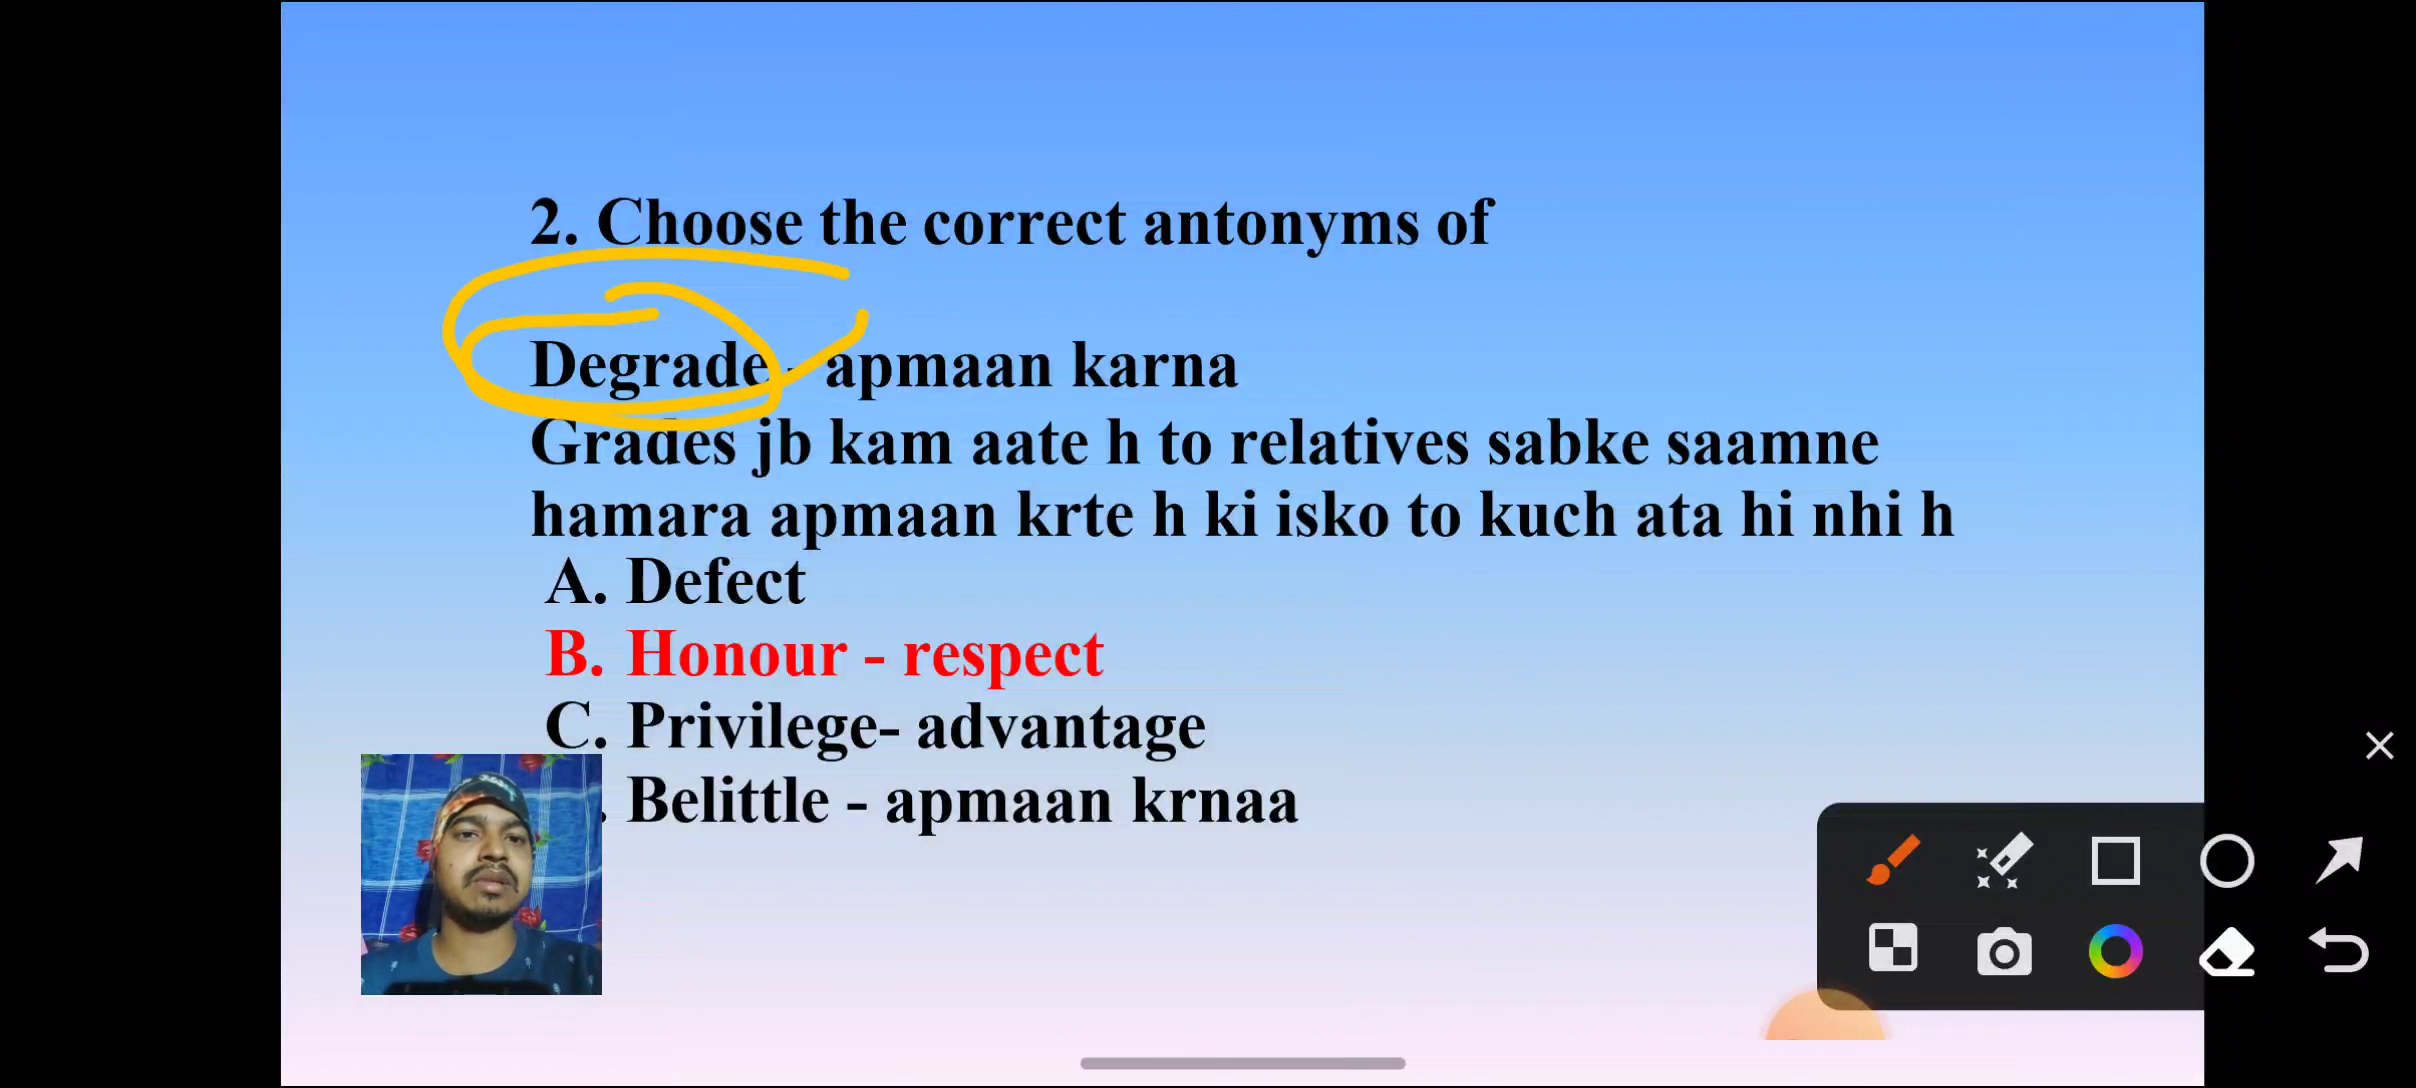 2. Choose the correct antonyms of
Degrade - apmaan karna
Grades jb kam aate h to relatives sabke saamne
hamara apmaan krte h ki isko to kuch ata hi nhi h
A. Defect
B. Honour - respect
C. Privilege- advantage
. Belittle - apmaan krnaa